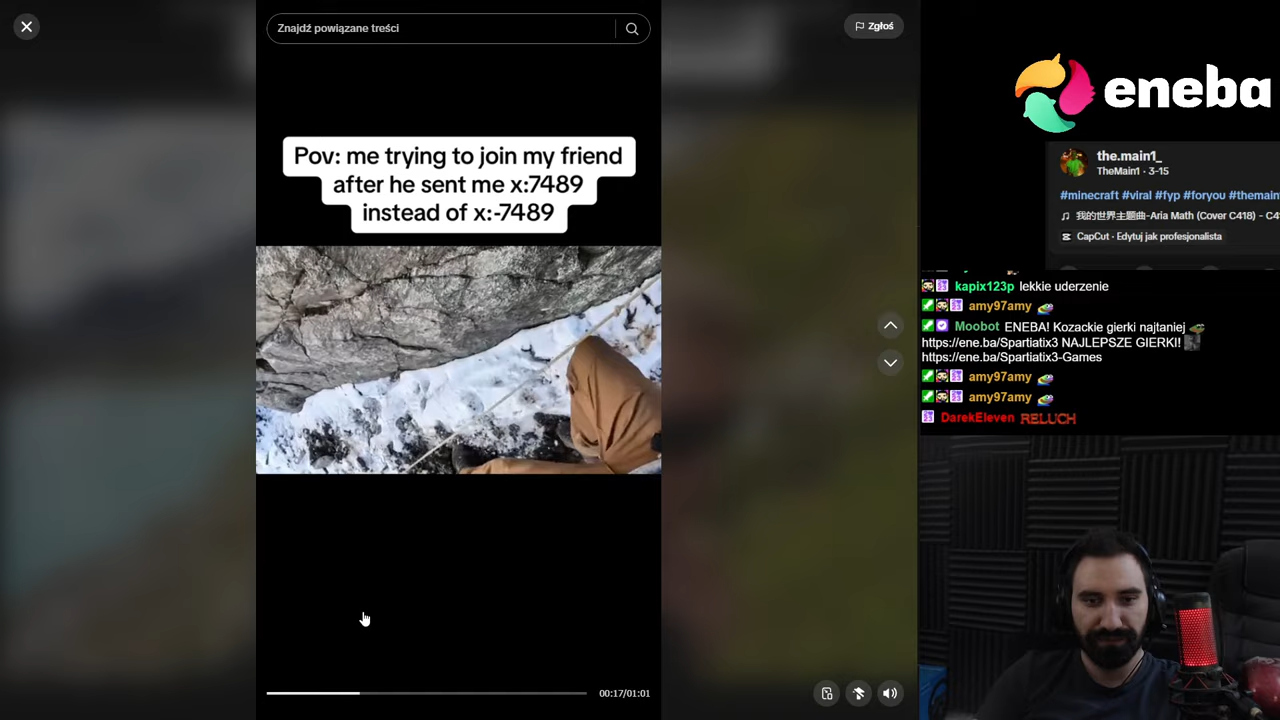 Znajdź powiązane treści
Zgłoś
Pov: me trying to join my friend
after he sent me x:7489
instead of x:-7489
00:17/01:01
eneba
the.main1_
TheMain1 · 3-15
#minecraft #viral #fyp #foryou #themain
我的世界主题曲-Aria Math (Cover C418) - C4
CapCut · Edytuj jak profesjonalista
kapix123p lekkie uderzenie
amy97amy
Moobot ENEBA! Kozackie gierki najtaniej
https://ene.ba/Spartiatix3 NAJLEPSZE GIERKI!
https://ene.ba/Spartiatix3-Games
amy97amy
amy97amy
DarekEleven RELUCH